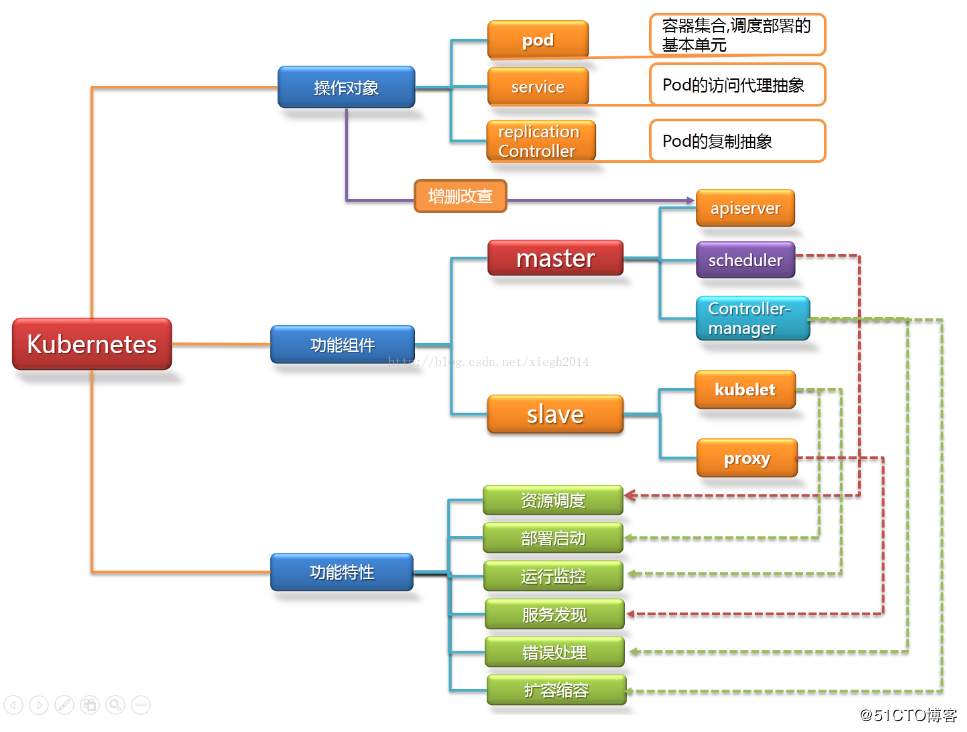 pod
容器集合,调度部署的
基本单元
操作对象
service
Pod的访问代理抽象
replication
Controller
Pod的复制抽象
增删改查
apiserver
master
scheduler
Controller-
manager
Kubernetes
功能组件
http://blog.csdn.net/xiegh2014
kubelet
slave
proxy
资源调度
部署启动
功能特性
运行监控
服务发现
错误处理
扩容缩容
@51CTO博客